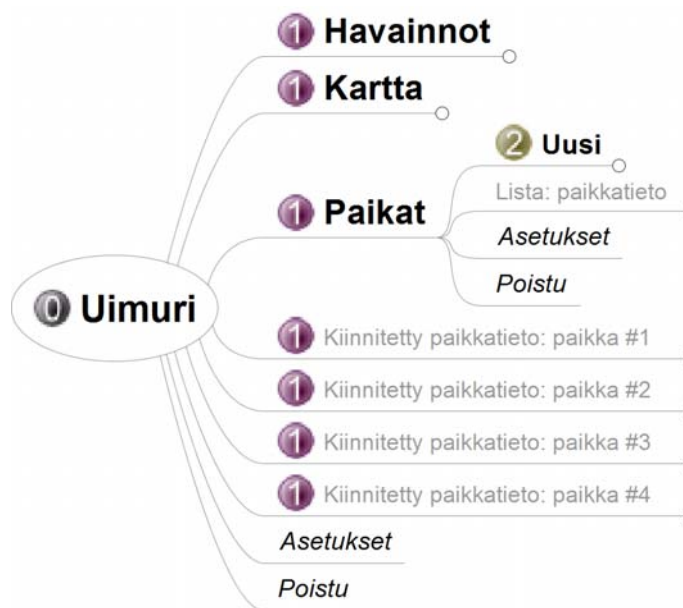 1 Havainnot
1 Kartta
2 Uusi
Lista: paikkatieto
1 Paikat
Asetukset
Poistu
0 Uimuri
1 Kiinnitetty paikkatieto: paikka #1
1 Kiinnitetty paikkatieto: paikka #2
1 Kiinnitetty paikkatieto: paikka #3
1 Kiinnitetty paikkatieto: paikka #4
Asetukset
Poistu